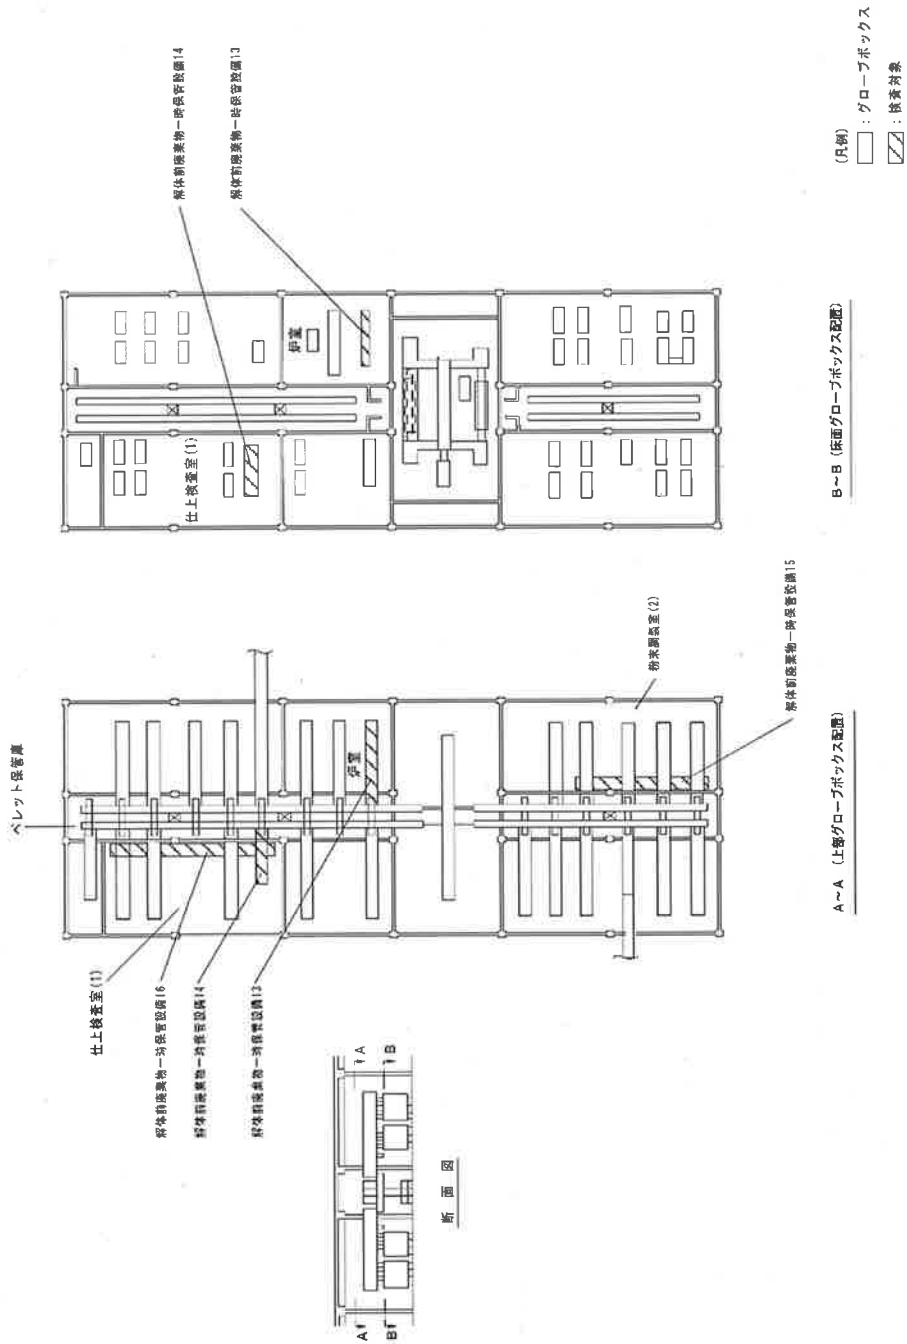 解体前廃棄物一時保管設備14
解体前廃棄物一時保管設備13
炉室
仕上検査室(1)
B～B (床面グローブボックス配置)
(凡例)
: グローブボックス
: 検査対象
ペレット保管庫
炉室
仕上検査室(1)
解体前廃棄物一時保管設備16
解体前廃棄物一時保管設備14
解体前廃棄物一時保管設備13
粉末調製室(2)
解体前廃棄物一時保管設備15
A～A (上部グローブボックス配置)
A
B
A
B
断面図